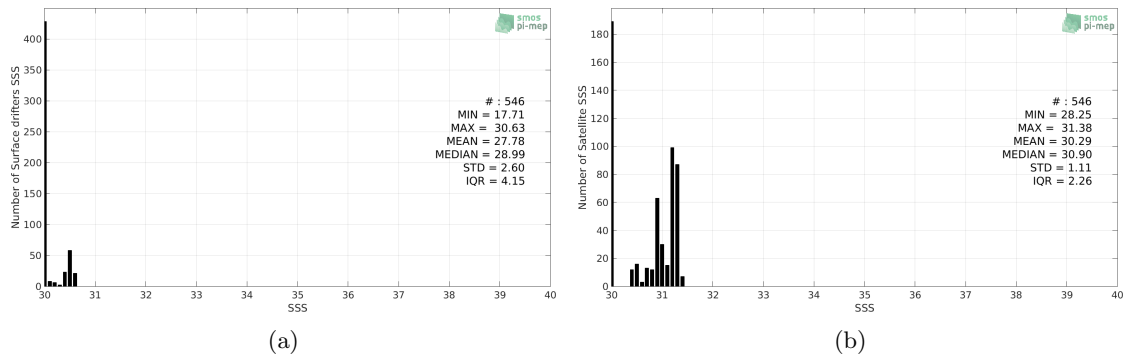 smos
pi-mep
Number of Surface drifters SSS
400
350
300
250
200
150
100
50
0
# : 546
MIN = 17.71
MAX = 30.63
MEAN = 27.78
MEDIAN = 28.99
STD = 2.60
IQR = 4.15
30 31 32 33 34 35 36 37 38 39 40
SSS
(a)
smos
pi-mep
Number of Satellite SSS
180
160
140
120
100
80
60
40
20
0
# : 546
MIN = 28.25
MAX = 31.38
MEAN = 30.29
MEDIAN = 30.90
STD = 1.11
IQR = 2.26
30 31 32 33 34 35 36 37 38 39 40
SSS
(b)